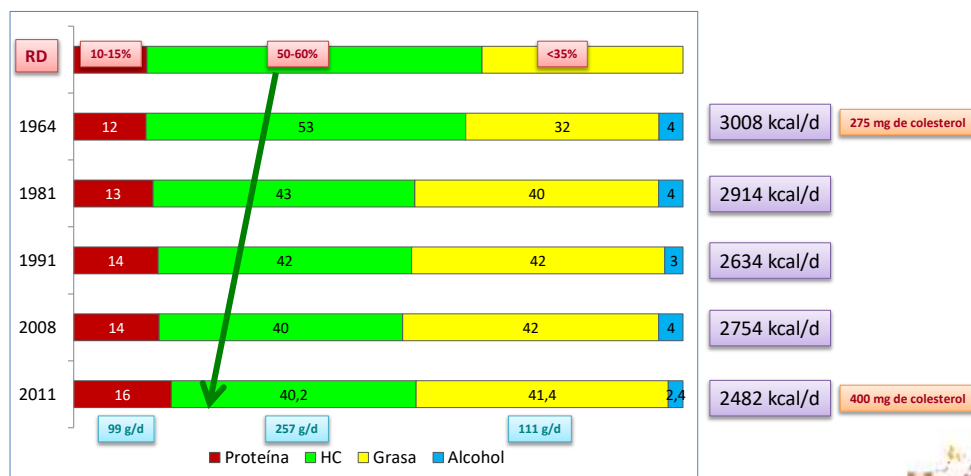 RD 10-15% 50-60% <35%
1964 12 53 32 4 3008 kcal/d 275 mg de colesterol
1981 13 43 40 4 2914 kcal/d
1991 14 42 42 3 2634 kcal/d
2008 14 40 42 4 2754 kcal/d
2011 16 40,2 41,4 2,4 2482 kcal/d 400 mg de colesterol
99 g/d 257 g/d 111 g/d
Proteína HC Grasa Alcohol